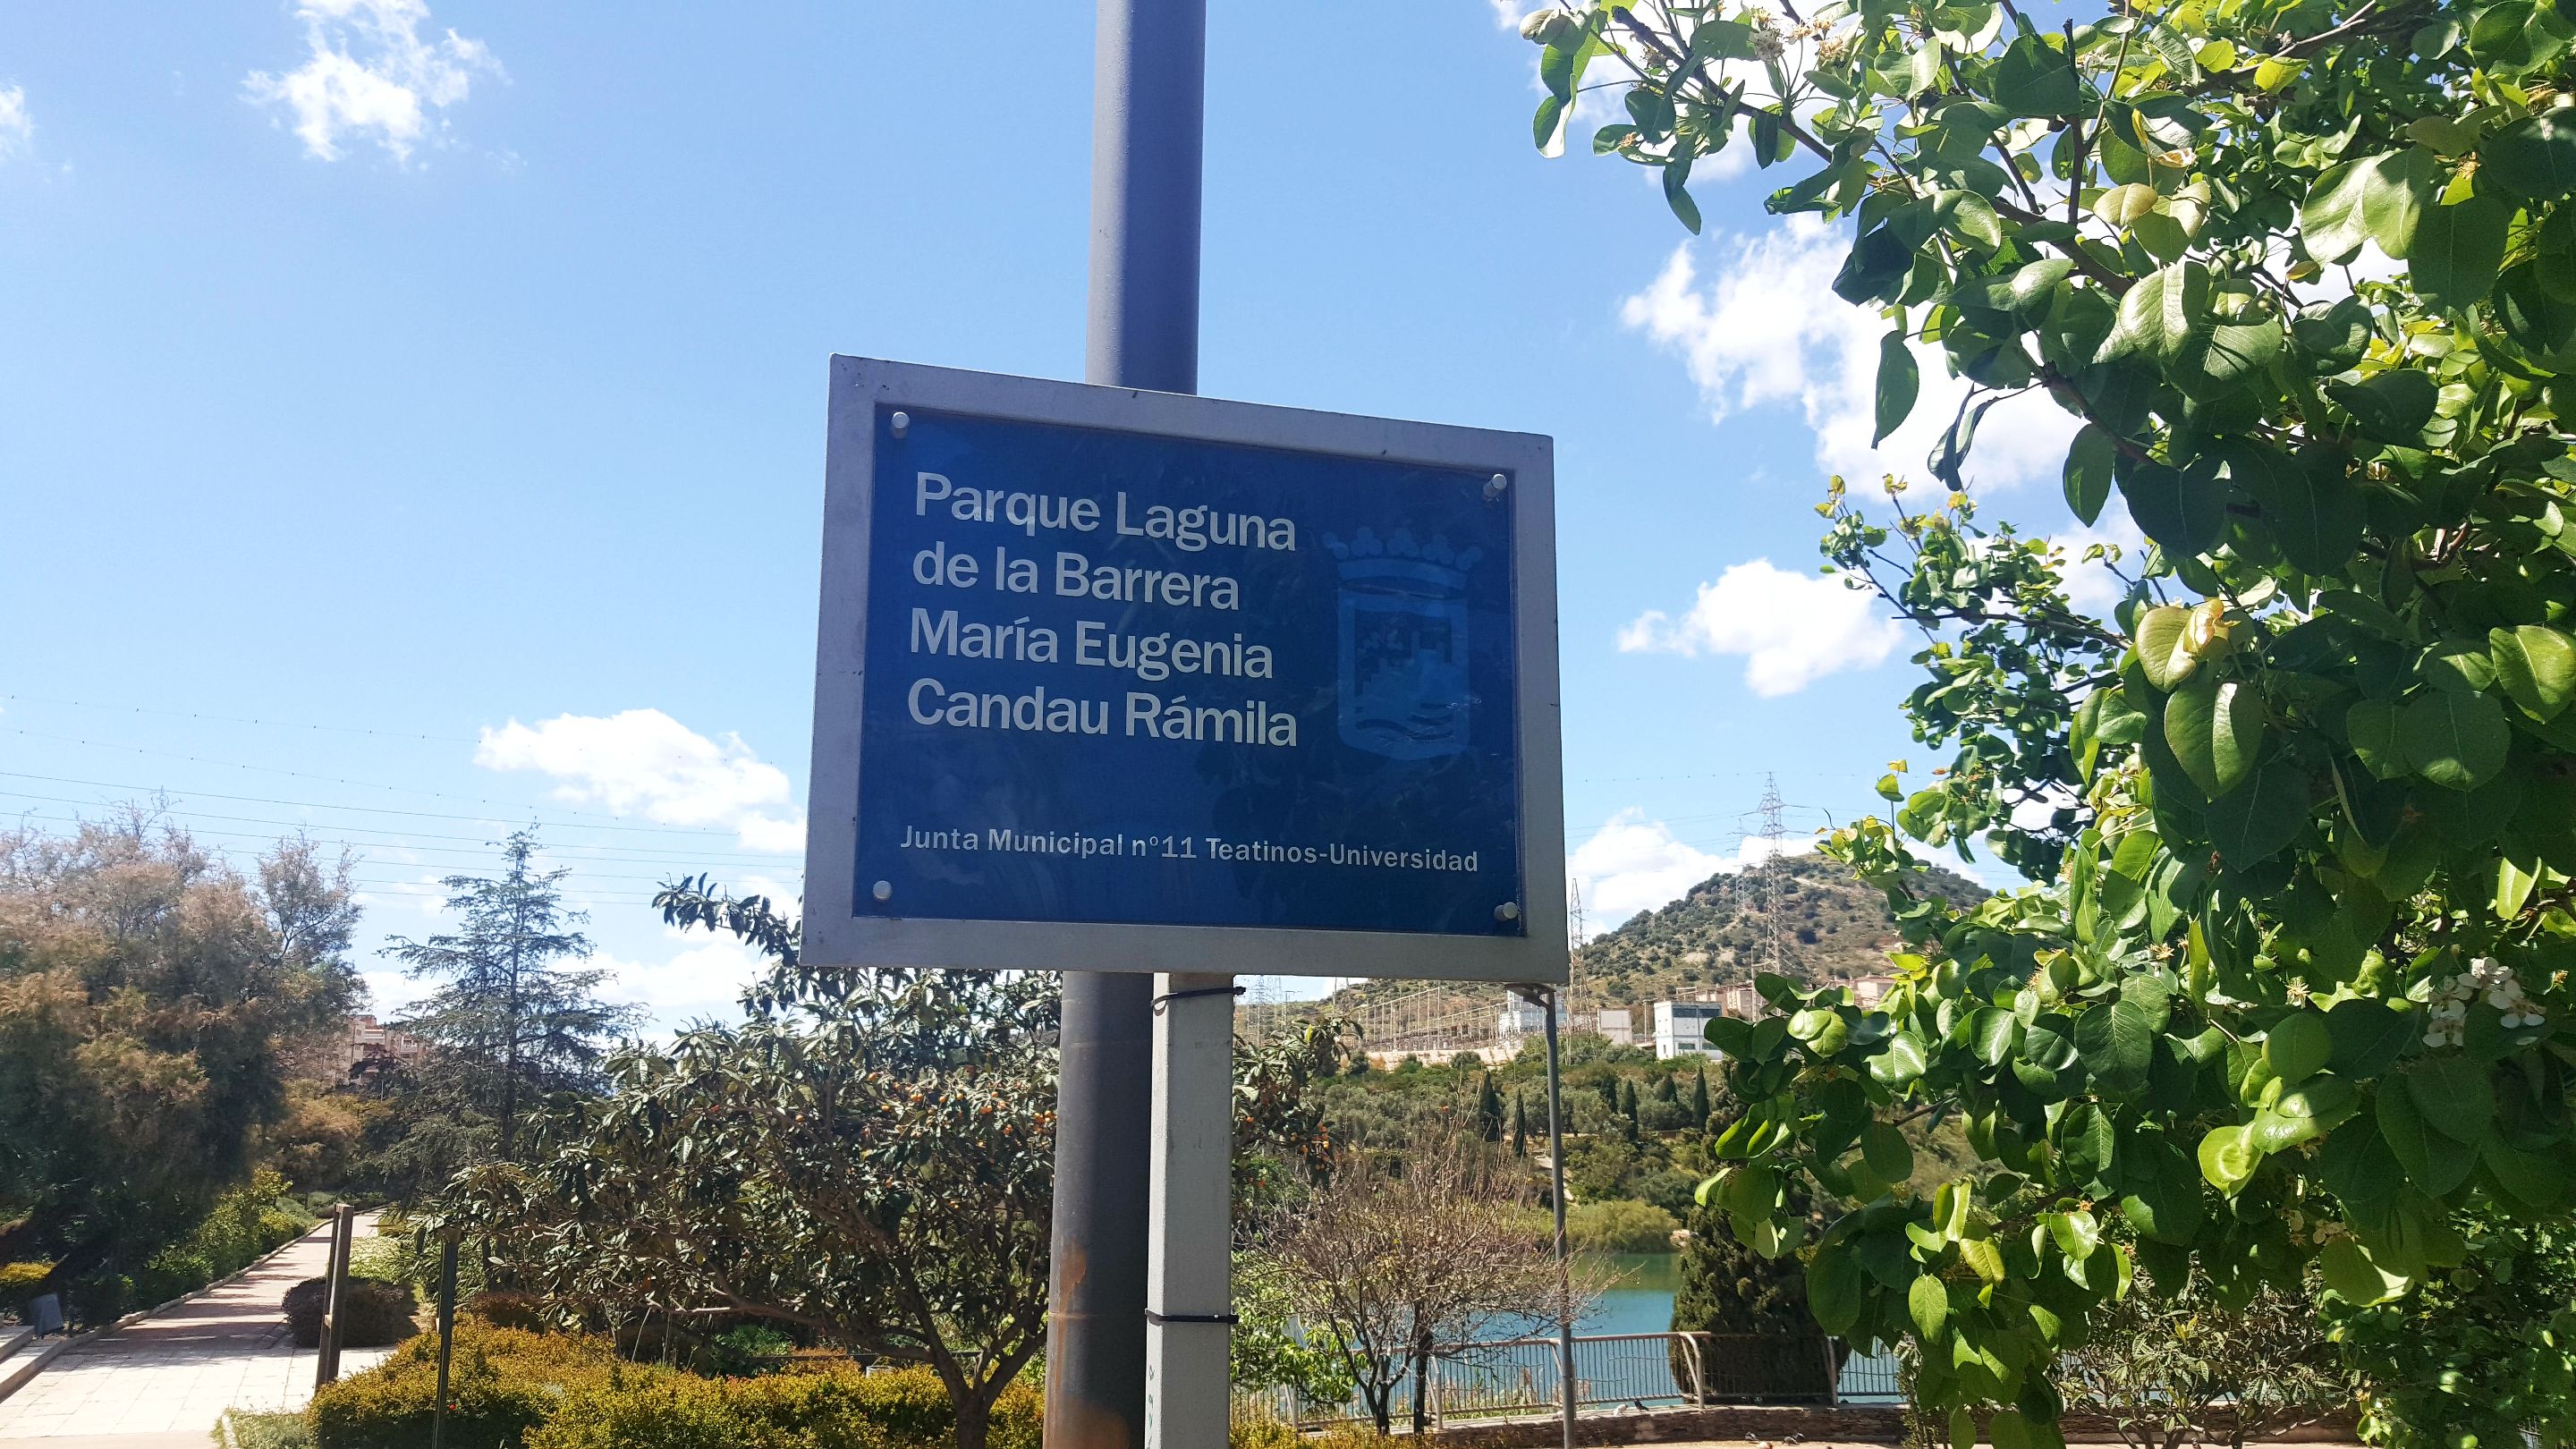 Parque Laguna
de la Barrera
María Eugenia
Candau Rámila
Junta Municipal nº11 Teatinos-Universidad